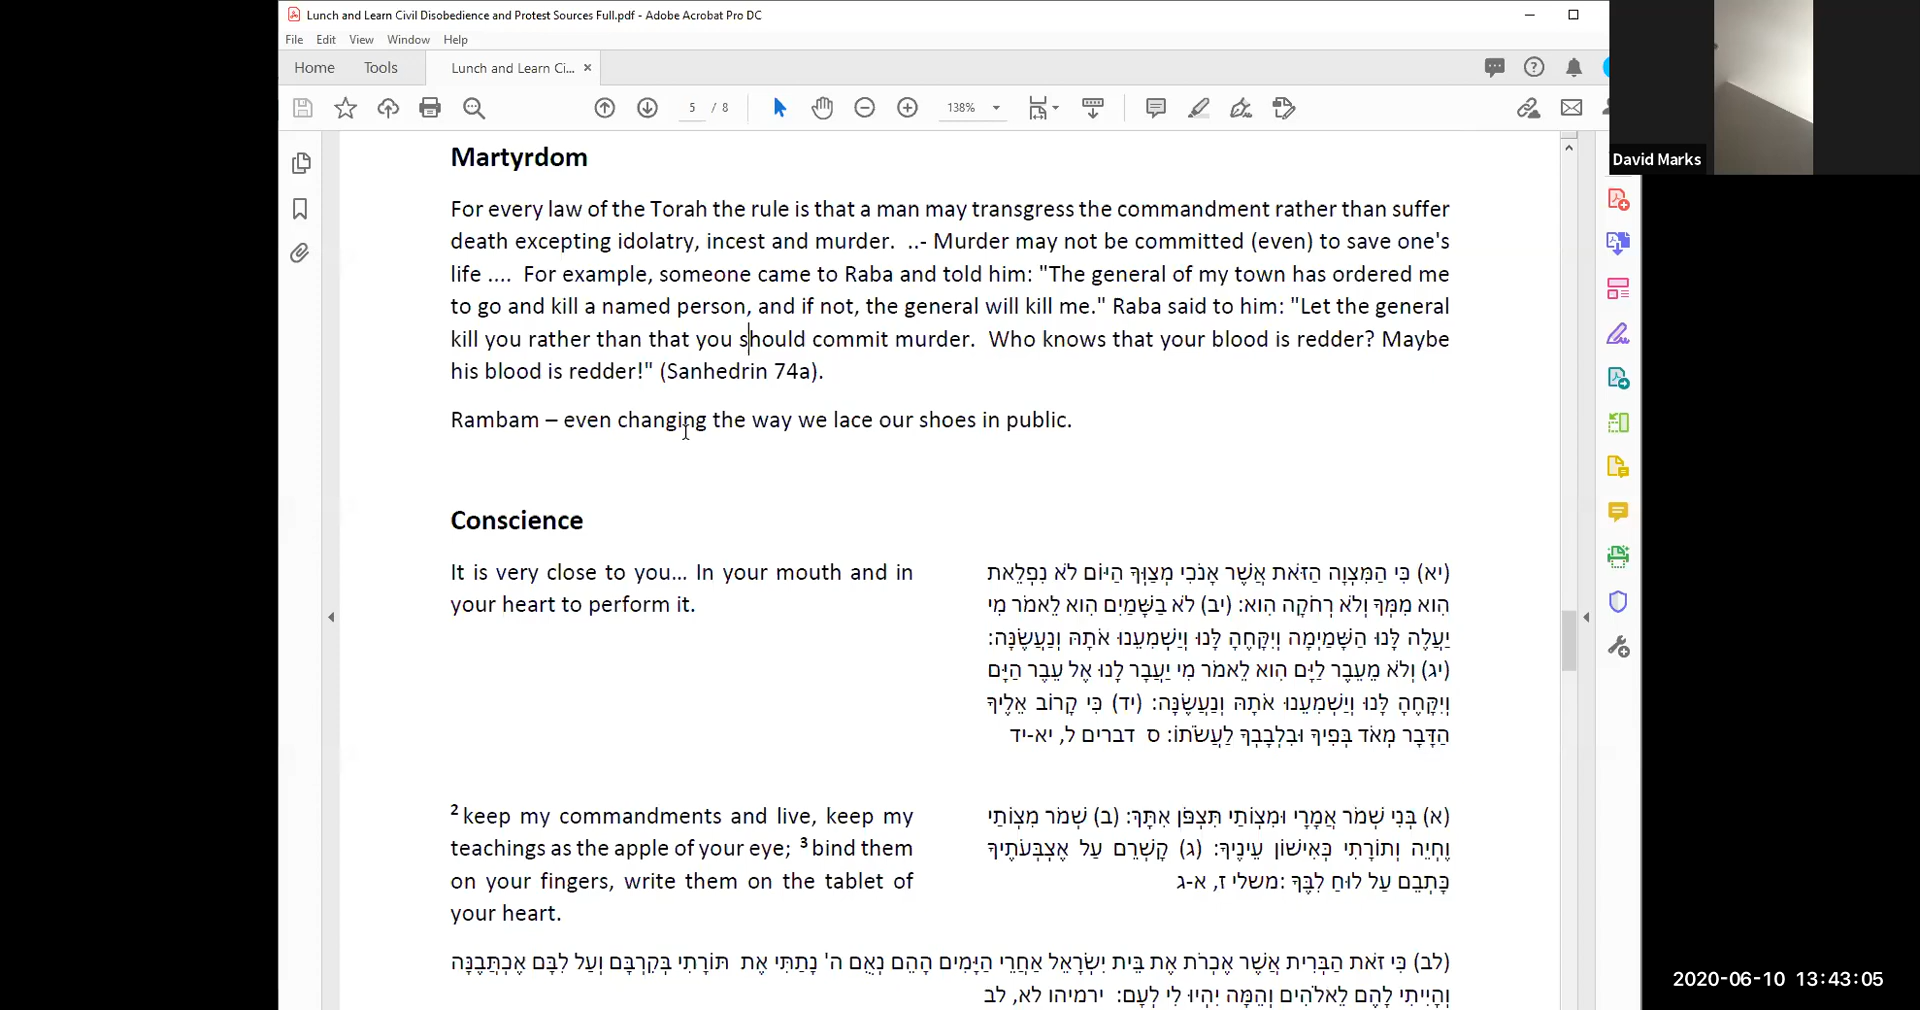 Lunch and Learn Civil Disobedience and Protest Sources Full.pdf - Adobe Acrobat Pro DC
File Edit View Window Help
Home Tools Lunch and Learn Ci... ×
5 / 8 138%
David Marks
Martyrdom
For every law of the Torah the rule is that a man may transgress the commandment rather than suffer
death excepting idolatry, incest and murder. ..- Murder may not be committed (even) to save one's
life .... For example, someone came to Raba and told him: "The general of my town has ordered me
to go and kill a named person, and if not, the general will kill me." Raba said to him: "Let the general
kill you rather than that you should commit murder. Who knows that your blood is redder? Maybe
his blood is redder!" (Sanhedrin 74a).
Rambam – even changing the way we lace our shoes in public.
Conscience
It is very close to you... In your mouth and in
your heart to perform it.
(יא) כִּי הַמִּצְוָה הַזֹּאת אֲשֶׁר אָנֹכִי מְצַוְּךָ הַיּוֹם לֹא נִפְלֵאת
הִוא מִמְּךָ וְלֹא רְחֹקָה הִוא: (יב) לֹא בַשָּׁמַיִם הִוא לֵאמֹר מִי
יַעֲלֶה לָּנוּ הַשָּׁמַיְמָה וְיִקָּחֶהָ לָּנוּ וְיַשְׁמִעֵנוּ אֹתָהּ וְנַעֲשֶׂנָּה:
(יג) וְלֹא מֵעֵבֶר לַיָּם הִוא לֵאמֹר מִי יַעֲבָר לָנוּ אֶל עֵבֶר הַיָּם
וְיִקָּחֶהָ לָּנוּ וְיַשְׁמִעֵנוּ אֹתָהּ וְנַעֲשֶׂנָּה: (יד) כִּי קָרוֹב אֵלֶיךָ
הַדָּבָר מְאֹד בְּפִיךָ וּבִלְבָבְךָ לַעֲשֹׂתוֹ: ס דברים ל, יא-יד
2 keep my commandments and live, keep my
teachings as the apple of your eye; 3 bind them
on your fingers, write them on the tablet of
your heart.
(א) בְּנִי שְׁמֹר אֲמָרָי וּמִצְוֹתַי תִּצְפֹּן אִתָּךְ: (ב) שְׁמֹר מִצְוֹתַי
וֶחְיֵה וְתוֹרָתִי כְּאִישׁוֹן עֵינֶיךָ: (ג) קָשְׁרֵם עַל אֶצְבְּעֹתֶיךָ
כָּתְבֵם עַל לוּחַ לִבֶּךָ :משלי ז, א-ג
(לב) כִּי זֹאת הַבְּרִית אֲשֶׁר אֶכְרֹת אֶת בֵּית יִשְׂרָאֵל אַחֲרֵי הַיָּמִים הָהֵם נְאֻם ה' נָתַתִּי אֶת תּוֹרָתִי בְּקִרְבָּם וְעַל לִבָּם אֶכְתֲּבֶנָּה
וְהָיִיתִי לָהֶם לֵאלֹהִים וְהֵמָּה יִהְיוּ לִי לְעָם: ירמיהו לא, לב
2020-06-10 13:43:05